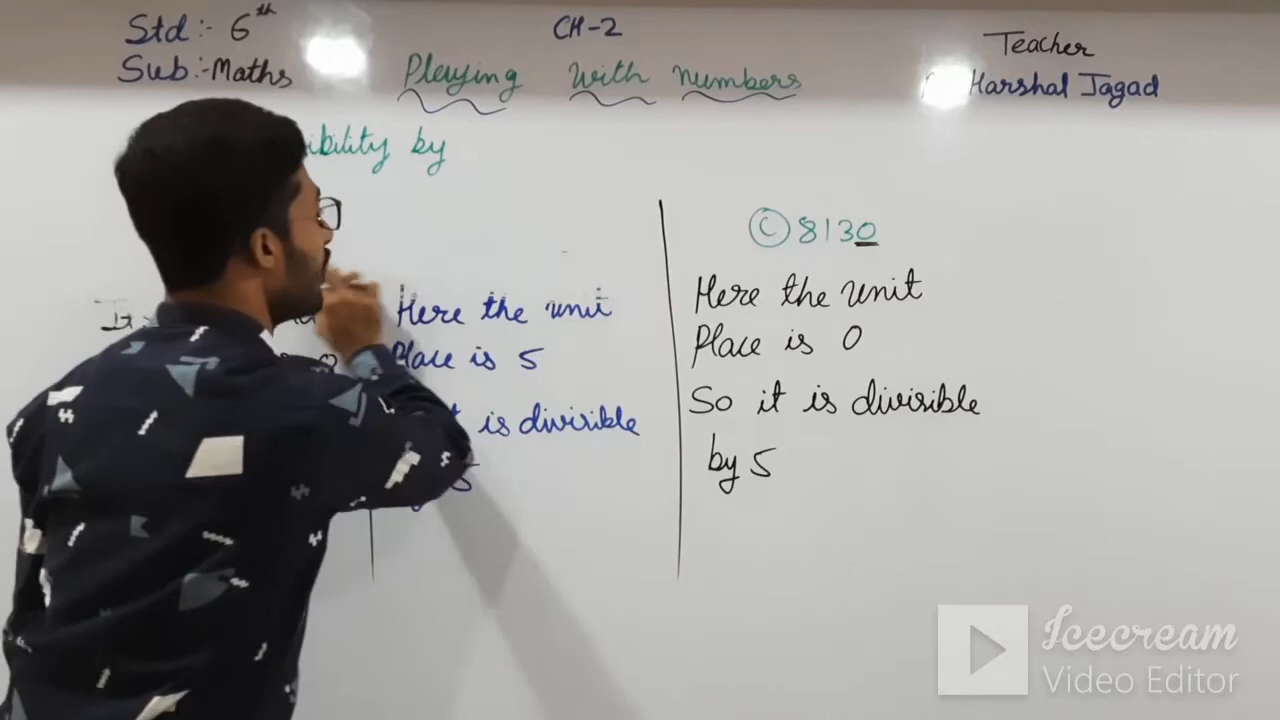 Std:- 6th
CH-2
Teacher
Sub:-Maths
Playing with numbers
Harshal Jagad
ibility by
C 8130
Here the unit
Place is 5
is divisible
5
Here the unit
Place is 0
So it is divisible
by 5
Icecream
Video Editor